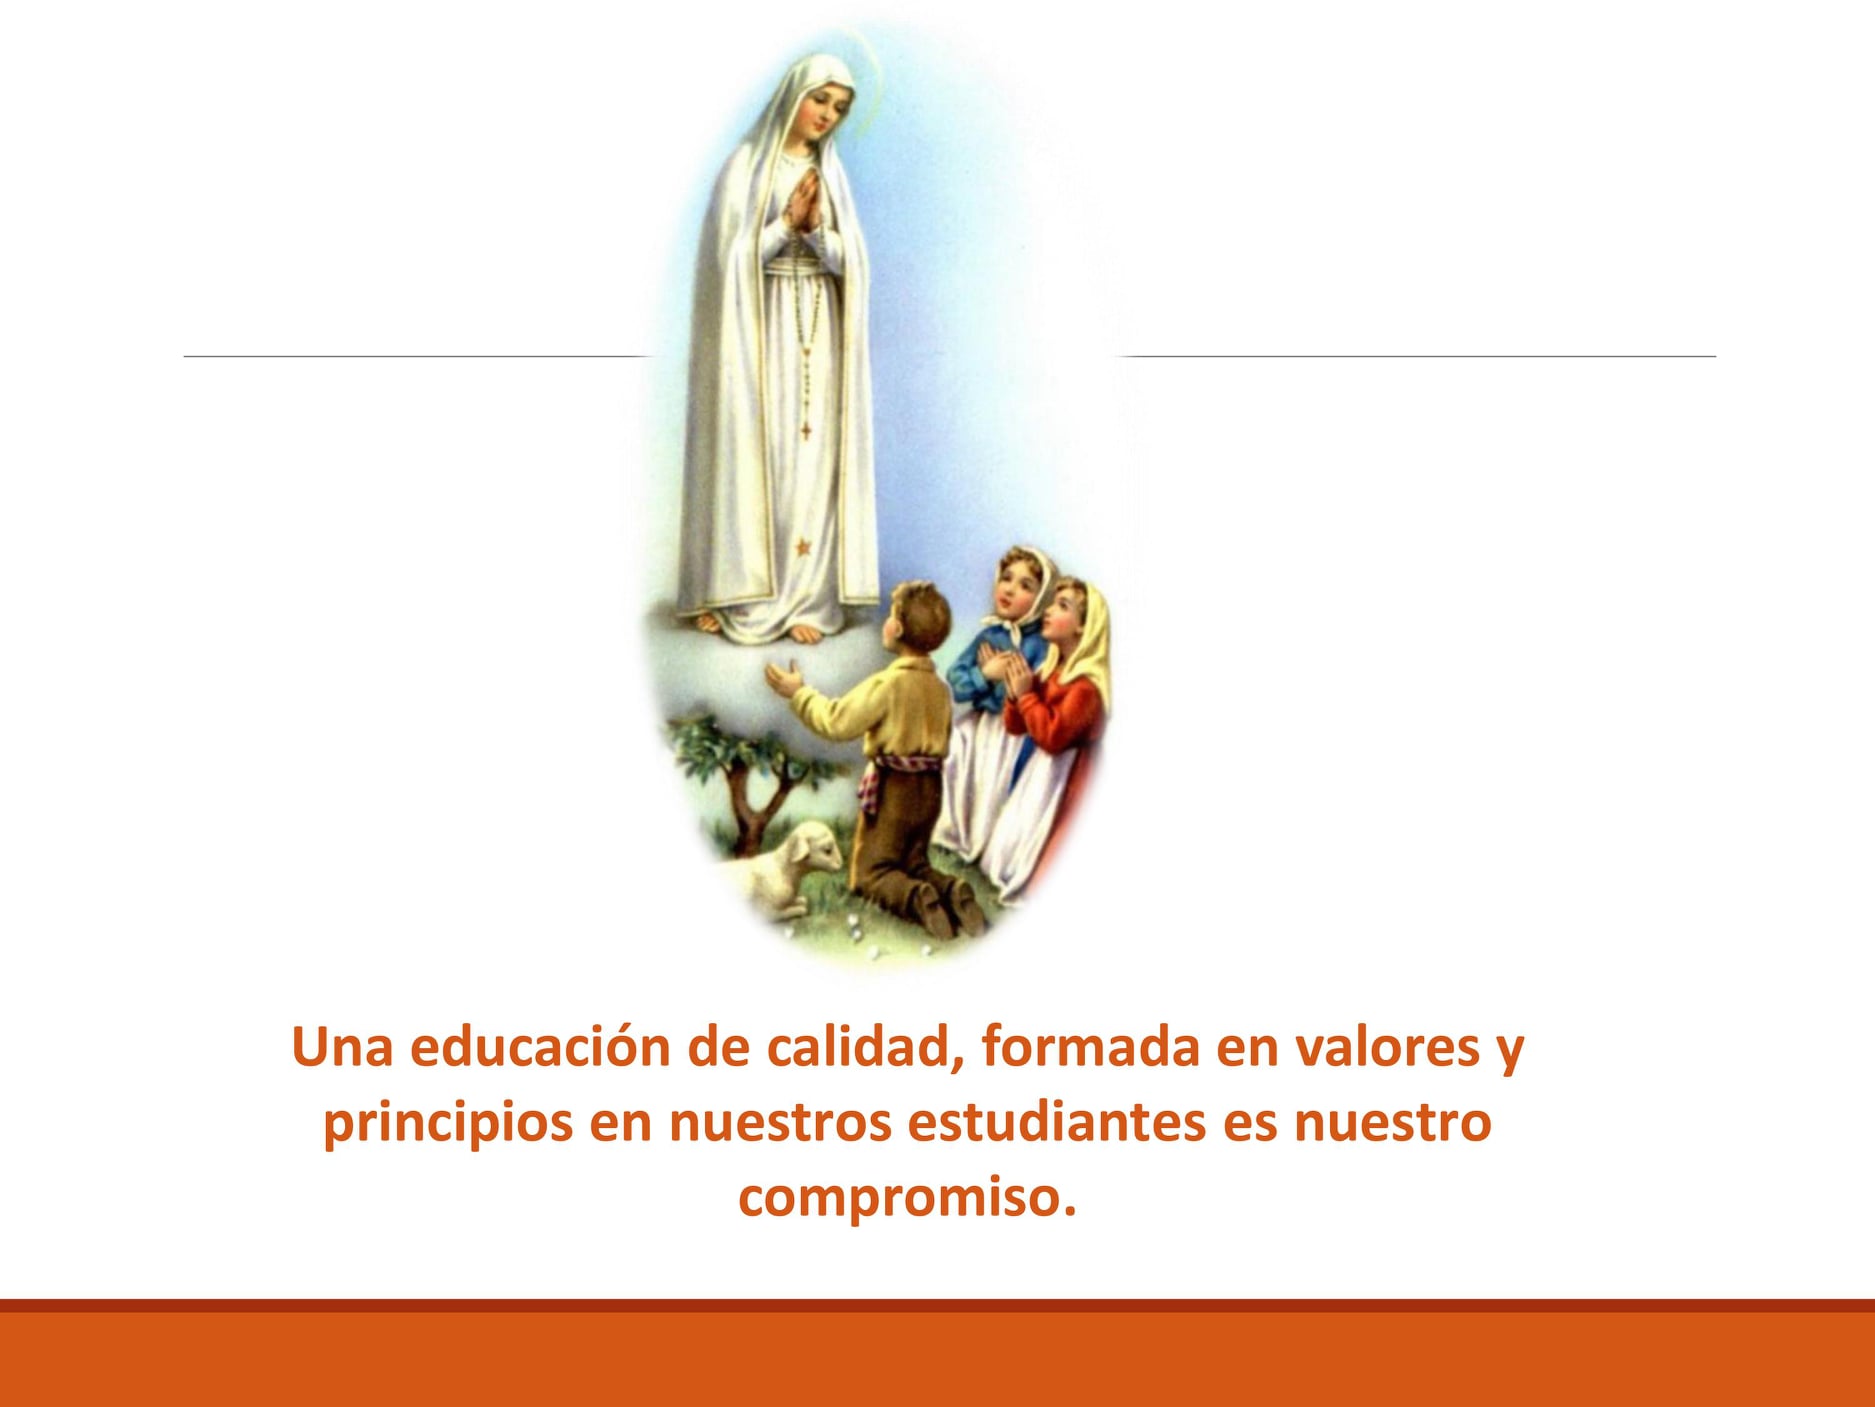 Una educación de calidad, formada en valores y
principios en nuestros estudiantes es nuestro
compromiso.